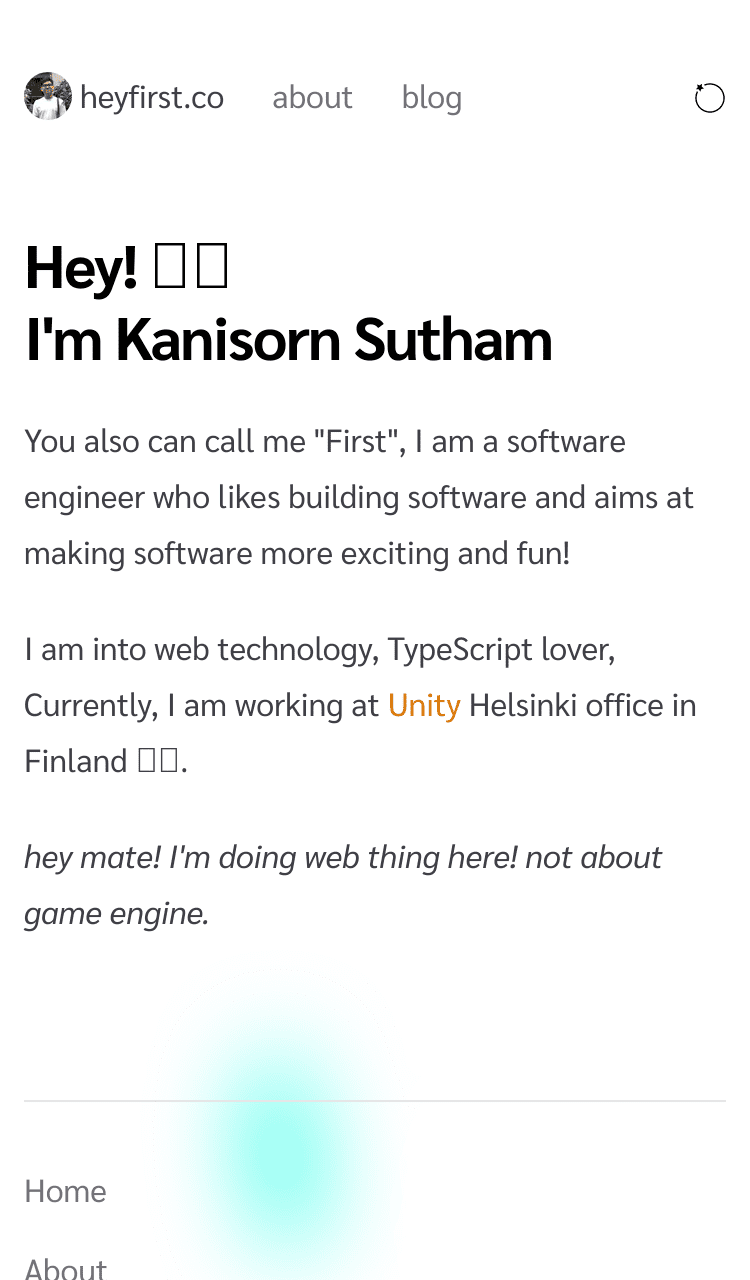 heyfirst.co about blog
Hey!
I'm Kanisorn Sutham
You also can call me "First", I am a software
engineer who likes building software and aims at
making software more exciting and fun!
I am into web technology, TypeScript lover,
Currently, I am working at Unity Helsinki office in
Finland .
hey mate! I'm doing web thing here! not about
game engine.
Home
About